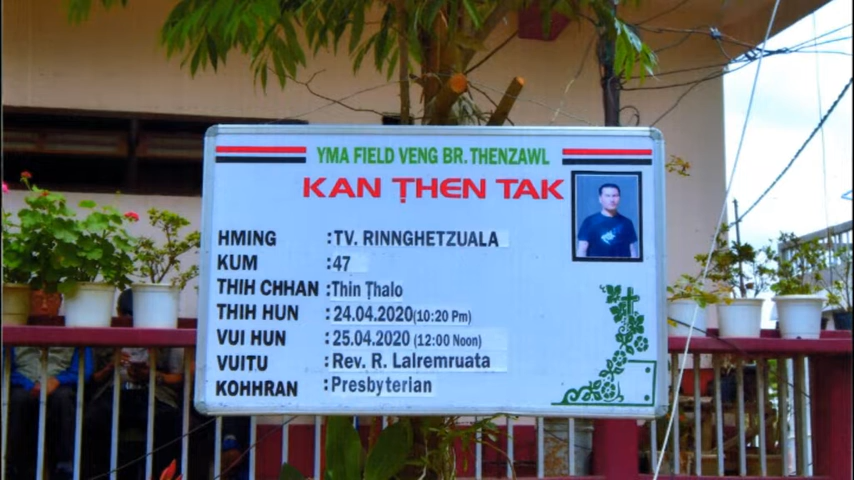 YMA FIELD VENG BR. THENZAWL
KAN ṬHEN TAK
HMING :TV. RINNGHETZUALA
KUM :47
THIH CHHAN :Thin Ṭhalo
THIH HUN : 24.04.2020(10:20 Pm)
VUI HUN : 25.04.2020 (12:00 Noon)
VUITU : Rev. R. Lalremruata
KOHHRAN :Presbyterian